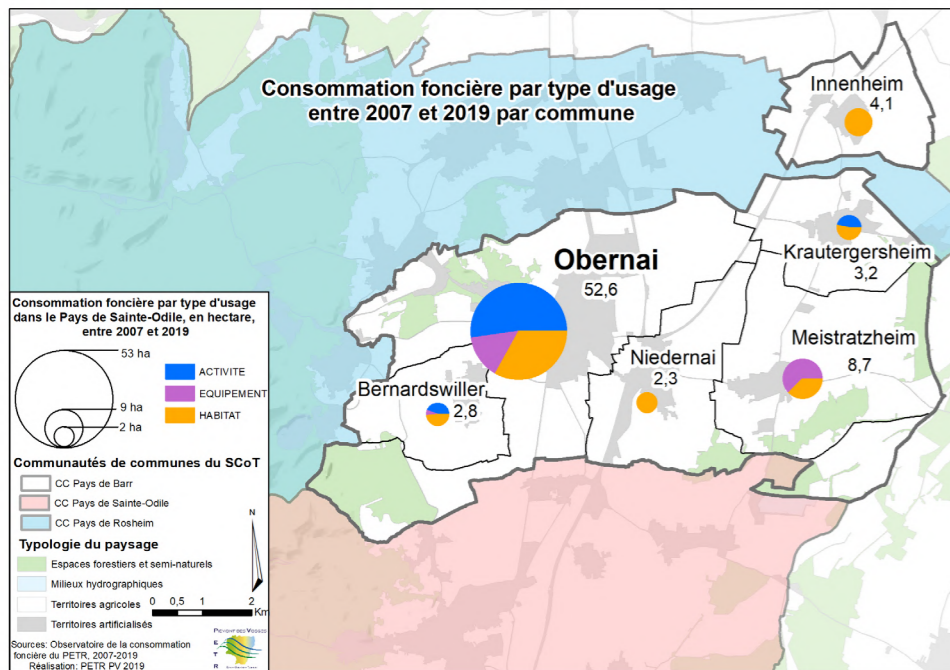 Consommation foncière par type d'usage
entre 2007 et 2019 par commune
Innenheim
4,1
Obernai
52,6
Krautergersheim
3,2
Meistratzheim
8,7
Niedernai
2,3
Bernardswiller
2,8
Consommation foncière par type d'usage
dans le Pays de Sainte-Odile, en hectare,
entre 2007 et 2019
53 ha
9 ha
2 ha
ACTIVITE
EQUIPEMENT
HABITAT
Communautés de communes du SCoT
CC Pays de Barr
CC Pays de Sainte-Odile
CC Pays de Rosheim
Typologie du paysage
Espaces forestiers et semi-naturels
Milieux hydrographiques
Territoires agricoles
Territoires artificialisés
N
0 0,5 1 2
Km
Sources: Observatoire de la consommation
foncière du PETR, 2007-2019
Réalisation: PETR PV 2019
PIÉMONT DES VOSGES
P
E
T
R